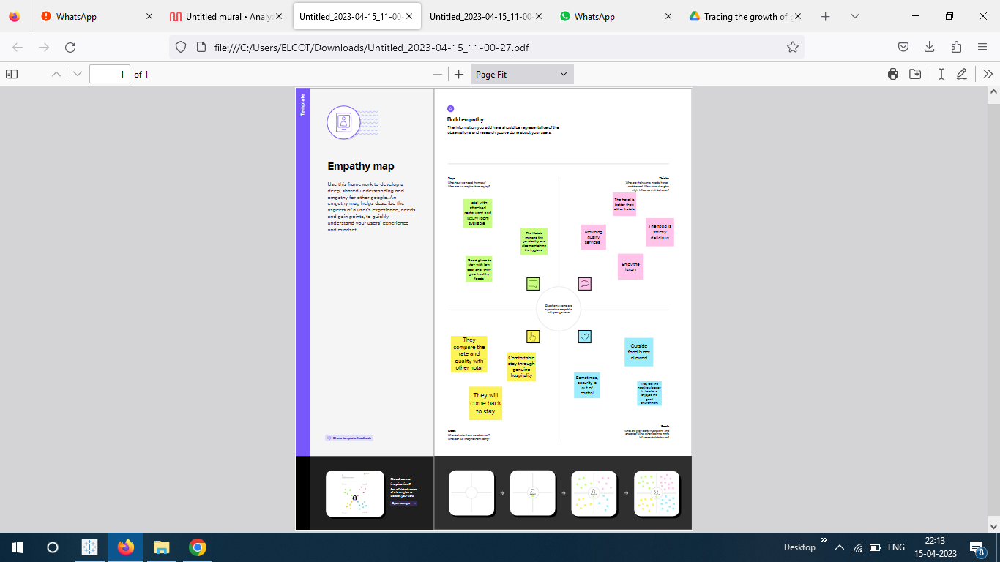 WhatsApp
Untitled mural • Analyz
Untitled_2023-04-15_11-00-
Untitled_2023-04-15_11-00-
WhatsApp
Tracing the growth of g
file:///C:/Users/ELCOT/Downloads/Untitled_2023-04-15_11-00-27.pdf
1 of 1
Page Fit
Template
Empathy map
Use this framework to develop a
deep, shared understanding and
empathy for other people. An
empathy map helps describe the
aspects of a user's experience, needs
and pain points, to quickly
understand your users' experience
and mindset.
Share template feedback
Build empathy
The information you add here should be representative of the
observations and research you've done about your users.
Says
What have we heard them say?
What can we imagine them saying?
Hotel with
attached
restaurant and
luxury room
available
The Hotels
manage the
punctuality and
also maintaining
the hygiene
Good place to
stay with low
cost and they
give healthy
foods
Thinks
What are their wants, needs, hopes,
and dreams? What other thoughts
might influence their behavior?
The hotel is
better than
other hotels
Providing
quality
services
The food is
strictly
delicious
Enjoy the
luxury
They
compare the
rate and
quality with
other hotal
Comfortable
stay through
genuine
hospitality
They will
come back
to stay
Does
What behavior have we observed?
What can we imagine them doing?
Outside
food is not
allowed
Sometimes,
security is
out of
control
They feel the
positive vibration
in hotel and
enjoyed the
good
environment
Feels
What are their fears, frustrations, and
anxieties? What other feelings might
influence their behavior?
Need some
inspiration?
See a finished version
of this template to
kickstart your work.
Open example
Desktop
ENG
22:13
15-04-2023
8